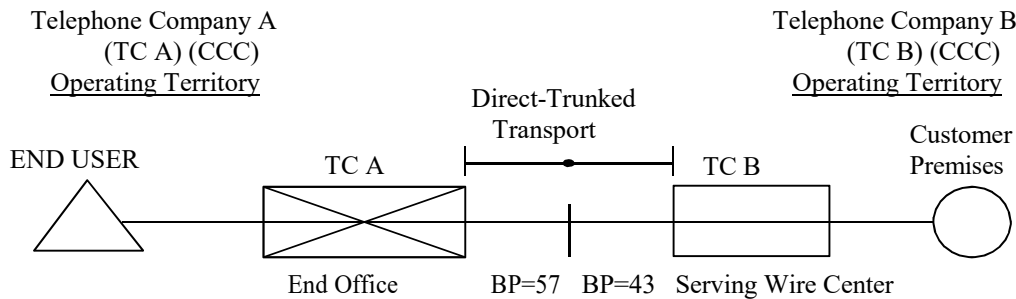 Telephone Company A
(TC A) (CCC)
Operating Territory
Telephone Company B
(TC B) (CCC)
Operating Territory
Direct-Trunked
Transport
Customer
Premises
END USER
TC A
TC B
End Office
BP=57
BP=43
Serving Wire Center